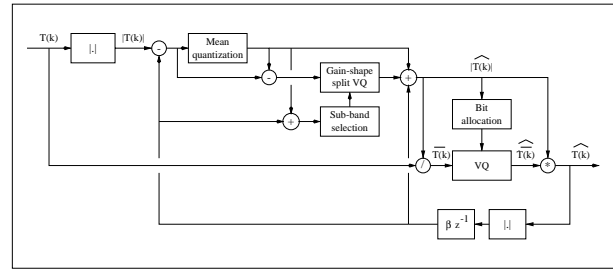 T(k)
|.|
|T(k)|
-
Mean
quantization
-
Gain-shape
split VQ
+
+
Sub-band
selection
|T̂(k)|
Bit
allocation
/
T̅(k)
VQ
T̅̂(k)
*
T̂(k)
β z⁻¹
|.|